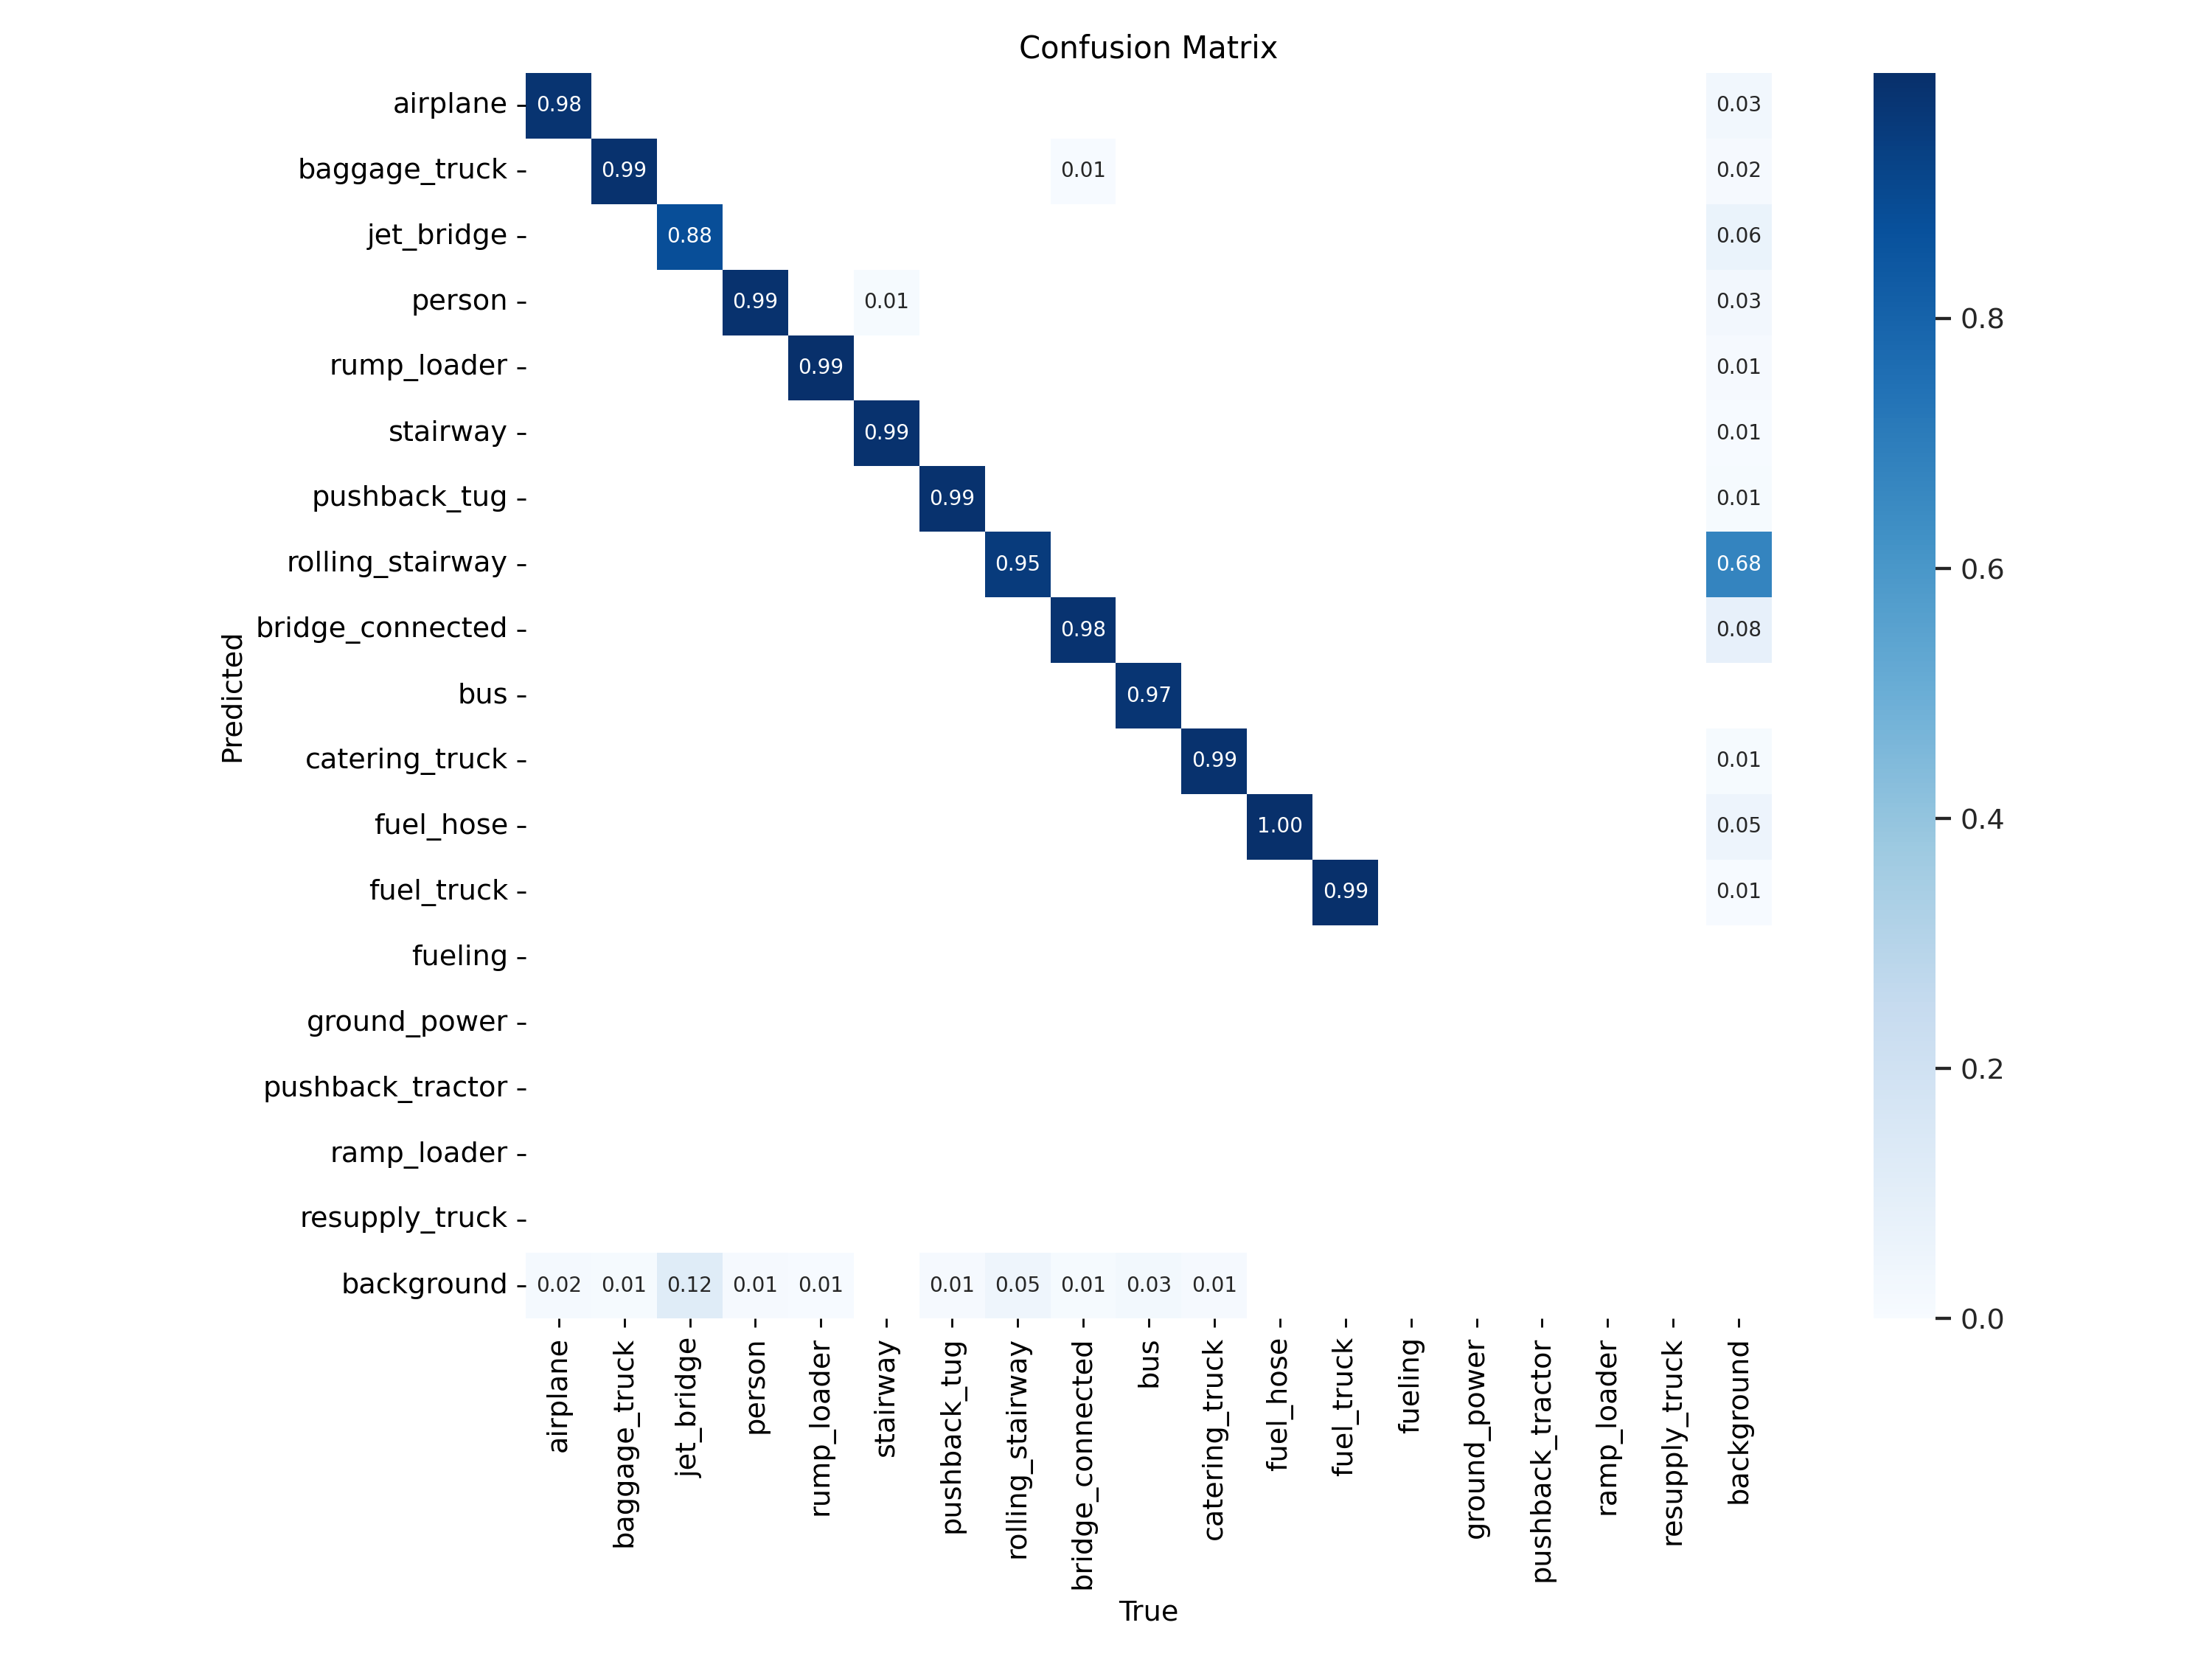 Confusion Matrix
airplane 0.98 0.03
baggage_truck 0.99 0.01 0.02
jet_bridge 0.88 0.06
person 0.99 0.01 0.03
rump_loader 0.99 0.01
stairway 0.99 0.01
pushback_tug 0.99 0.01
rolling_stairway 0.95 0.68
bridge_connected 0.98 0.08
bus 0.97
catering_truck 0.99 0.01
fuel_hose 1.00 0.05
fuel_truck 0.99 0.01
fueling
ground_power
pushback_tractor
ramp_loader
resupply_truck
background 0.02 0.01 0.12 0.01 0.01 0.01 0.05 0.01 0.03 0.01
Predicted
airplane
baggage_truck
jet_bridge
person
rump_loader
stairway
pushback_tug
rolling_stairway
bridge_connected
bus
catering_truck
fuel_hose
fuel_truck
fueling
ground_power
pushback_tractor
ramp_loader
resupply_truck
background
True
0.8
0.6
0.4
0.2
0.0